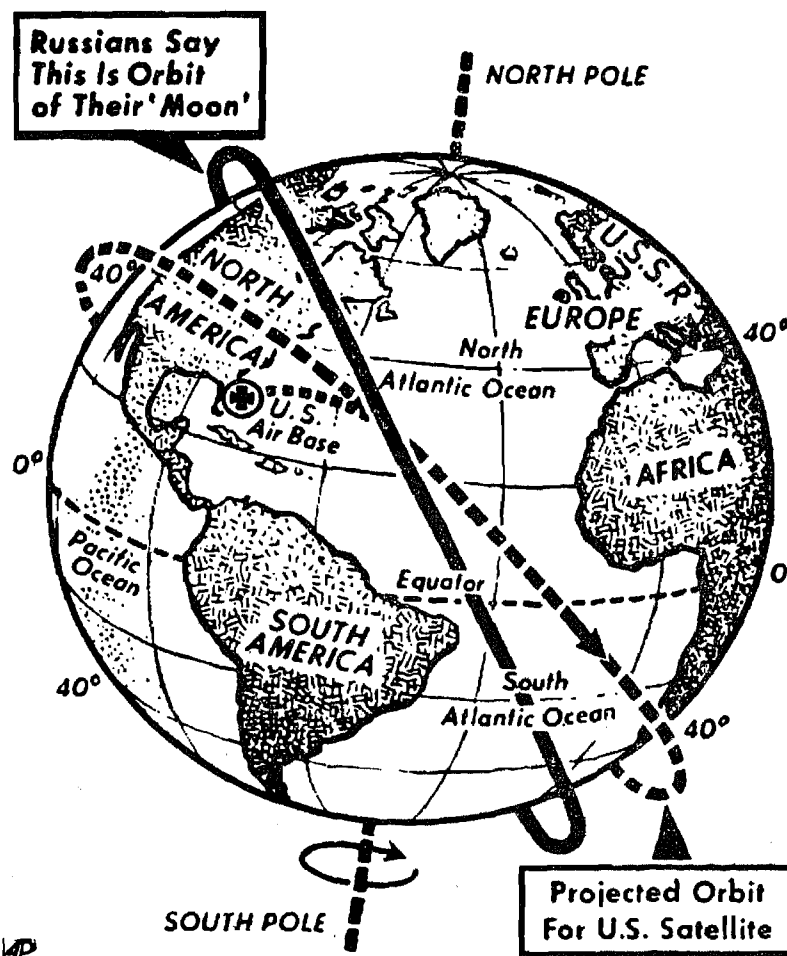 Russians Say
This Is Orbit
of Their 'Moon'
NORTH POLE
U.S.S.R
40°
NORTH
AMERICA
EUROPE
40°
North
Atlantic Ocean
U.S.
Air Base
AFRICA
0°
Pacific
Ocean
Equator
0
SOUTH
AMERICA
40°
South
Atlantic Ocean
40°
SOUTH POLE
Projected Orbit
For U.S. Satellite
AP